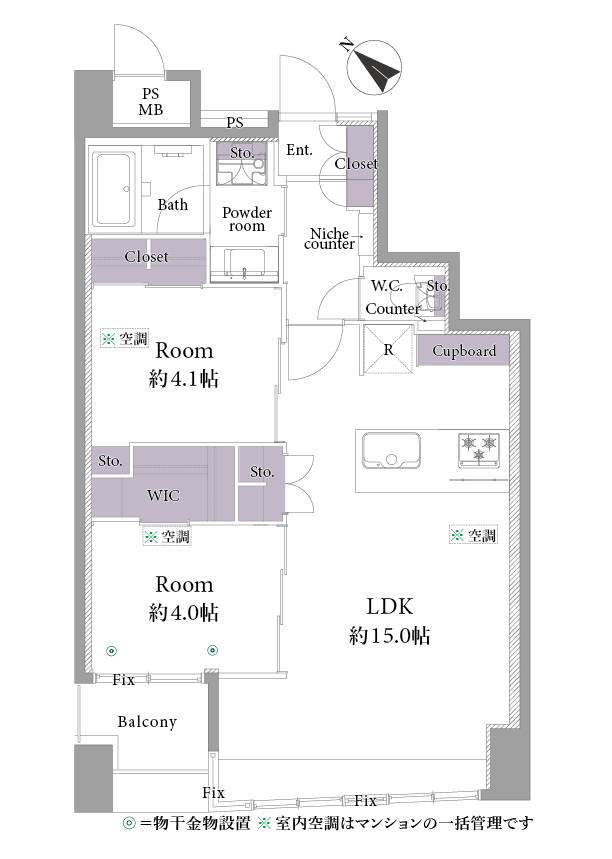 N
PS
MB
PS
Sto.
Ent.
Closet
Bath
Powder
room
Niche→
counter
Closet
W.C.
Sto.
Counter
※ 空調
Room
約4.1帖
R
Cupboard
Sto.
WIC
Sto.
※ 空調
※ 空調
Room
約4.0帖
LDK
約15.0帖
◎
◎
Fix
Balcony
Fix
Fix
◎＝物干金物設置 ※ 室内空調はマンションの一括管理です